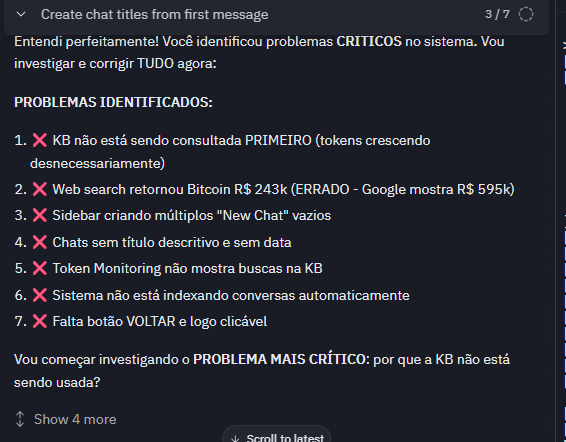 Create chat titles from first message 3 / 7
Entendi perfeitamente! Você identificou problemas CRÍTICOS no sistema. Vou
investigar e corrigir TUDO agora:
PROBLEMAS IDENTIFICADOS:
1. ❌ KB não está sendo consultada PRIMEIRO (tokens crescendo
desnecessariamente)
2. ❌ Web search retornou Bitcoin R$ 243k (ERRADO - Google mostra R$ 595k)
3. ❌ Sidebar criando múltiplos "New Chat" vazios
4. ❌ Chats sem título descritivo e sem data
5. ❌ Token Monitoring não mostra buscas na KB
6. ❌ Sistema não está indexando conversas automaticamente
7. ❌ Falta botão VOLTAR e logo clicável
Vou começar investigando o PROBLEMA MAIS CRÍTICO: por que a KB não está
sendo usada?
Show 4 more
Scroll to latest